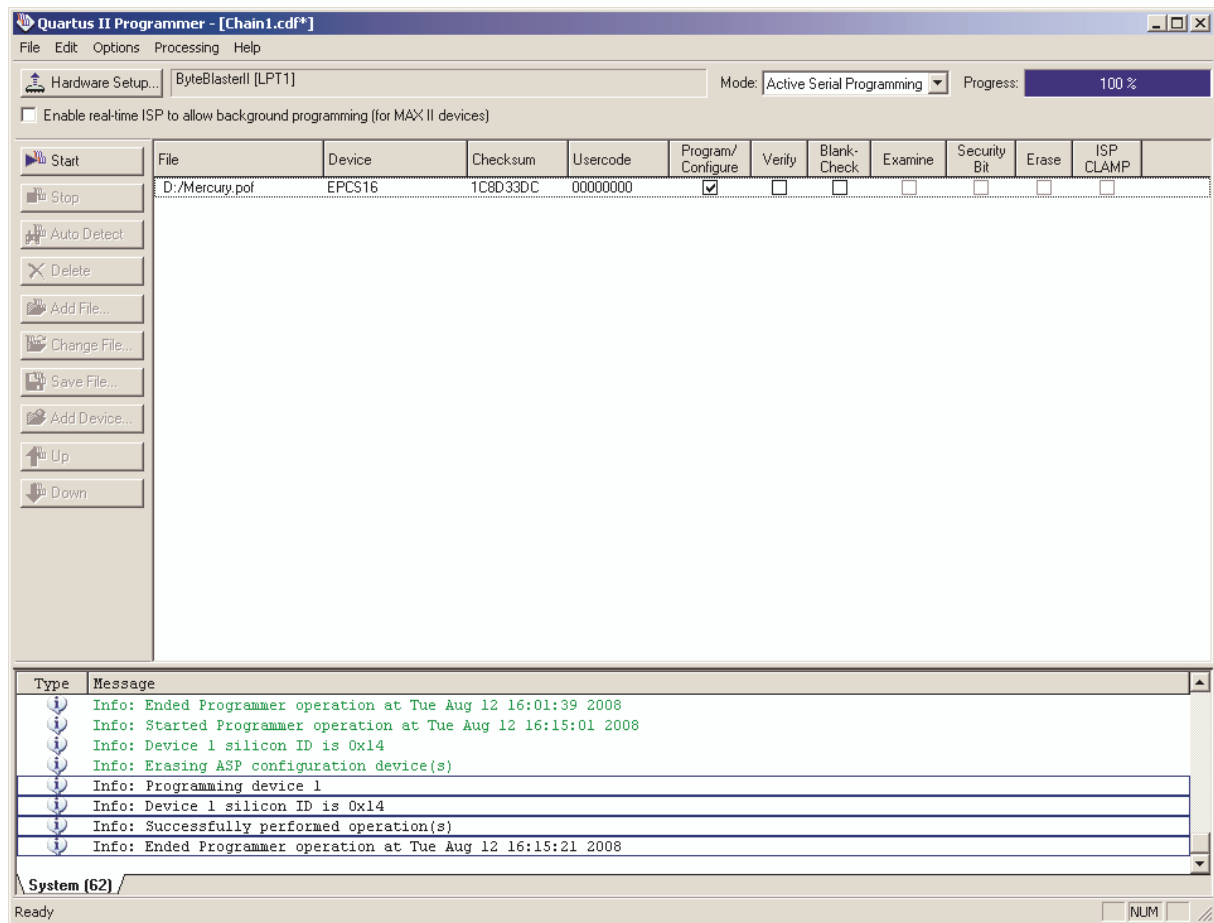 Quartus II Programmer - [Chain1.cdf*]
File Edit Options Processing Help
Hardware Setup... ByteBlasterII [LPT1] Mode: Active Serial Programming Progress: 100 %
Enable real-time ISP to allow background programming (for MAX II devices)
Start
Stop
Auto Detect
Delete
Add File...
Change File...
Save File...
Add Device...
Up
Down
File Device Checksum Usercode Program/ Configure Verify Blank- Check Examine Security Bit Erase ISP CLAMP
D:/Mercury.pof EPCS16 1C8D33DC 00000000
Type Message
Info: Ended Programmer operation at Tue Aug 12 16:01:39 2008
Info: Started Programmer operation at Tue Aug 12 16:15:01 2008
Info: Device 1 silicon ID is 0x14
Info: Erasing ASP configuration device(s)
Info: Programming device 1
Info: Device 1 silicon ID is 0x14
Info: Successfully performed operation(s)
Info: Ended Programmer operation at Tue Aug 12 16:15:21 2008
System (62)
Ready NUM